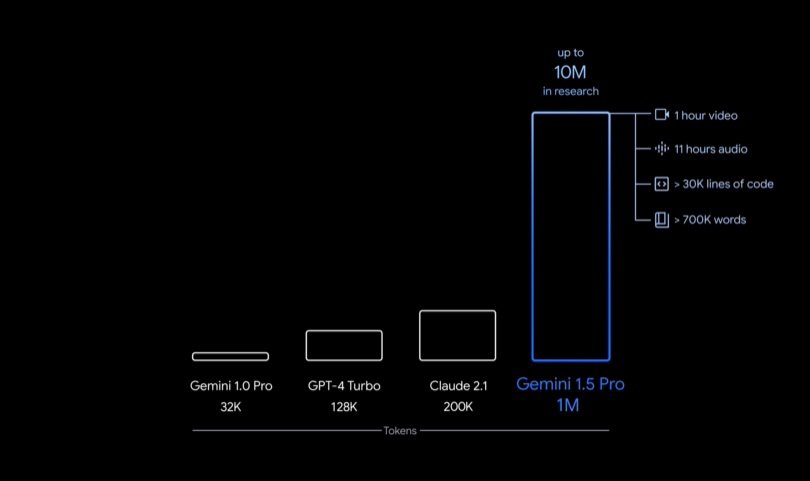 up to
10M
in research
1 hour video
11 hours audio
> 30K lines of code
> 700K words
Gemini 1.0 Pro
32K
GPT-4 Turbo
128K
Claude 2.1
200K
Gemini 1.5 Pro
1M
Tokens